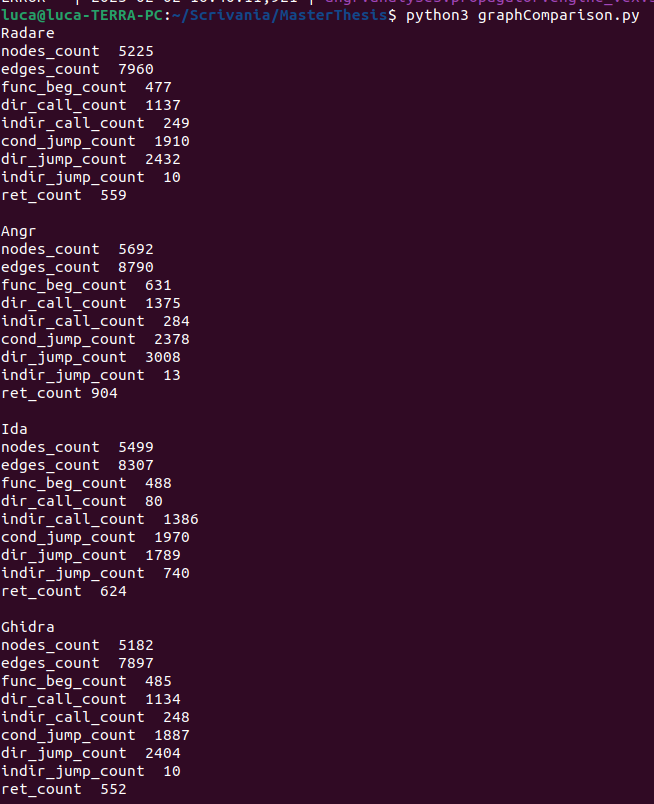 luca@luca-TERRA-PC:~/Scrivania/MasterThesis$ python3 graphComparison.py
Radare
nodes_count  5225
edges_count  7960
func_beg_count  477
dir_call_count  1137
indir_call_count  249
cond_jump_count  1910
dir_jump_count  2432
indir_jump_count  10
ret_count  559

Angr
nodes_count  5692
edges_count  8790
func_beg_count  631
dir_call_count  1375
indir_call_count  284
cond_jump_count  2378
dir_jump_count  3008
indir_jump_count  13
ret_count 904

Ida
nodes_count  5499
edges_count  8307
func_beg_count  488
dir_call_count  80
indir_call_count  1386
cond_jump_count  1970
dir_jump_count  1789
indir_jump_count  740
ret_count  624

Ghidra
nodes_count  5182
edges_count  7897
func_beg_count  485
dir_call_count  1134
indir_call_count  248
cond_jump_count  1887
dir_jump_count  2404
indir_jump_count  10
ret_count  552